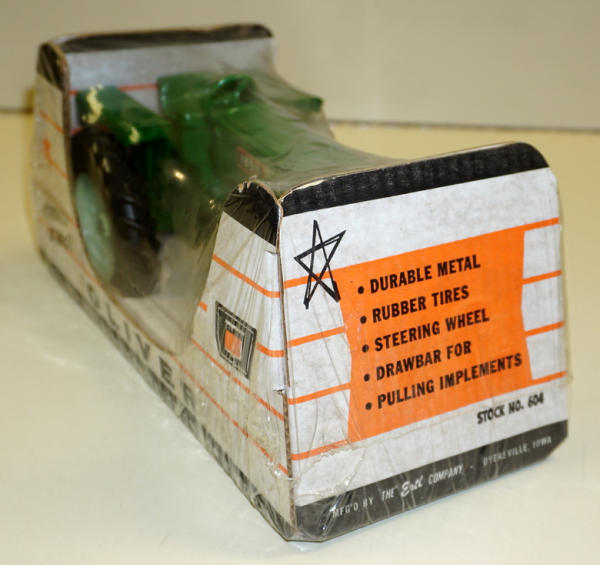 • DURABLE METAL
• RUBBER TIRES
• STEERING WHEEL
• DRAWBAR FOR
• PULLING IMPLEMENTS
STOCK NO. 604
MFG'D BY THE Ertl COMPANY - DYERSVILLE, IOWA
OLIVER